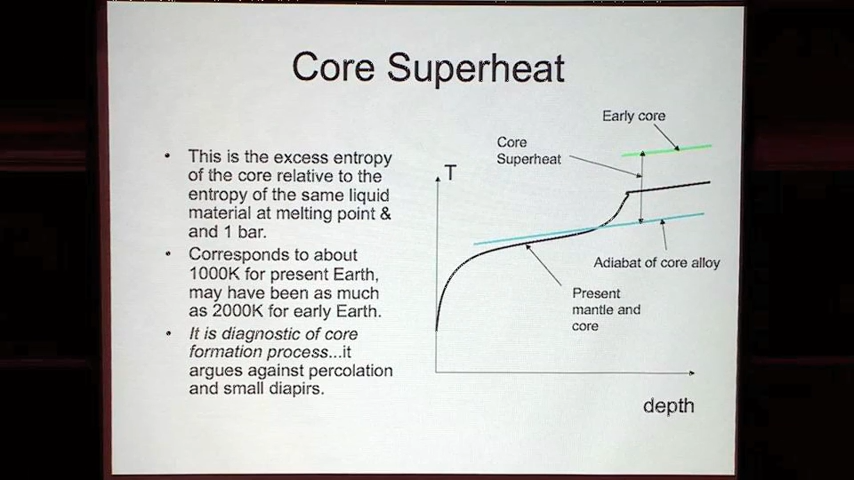 Core Superheat
• This is the excess entropy
of the core relative to the
entropy of the same liquid
material at melting point &
and 1 bar.
• Corresponds to about
1000K for present Earth,
may have been as much
as 2000K for early Earth.
• It is diagnostic of core
formation process...it
argues against percolation
and small diapirs.
Early core
Core
Superheat
T
Adiabat of core alloy
Present
mantle and
core
depth